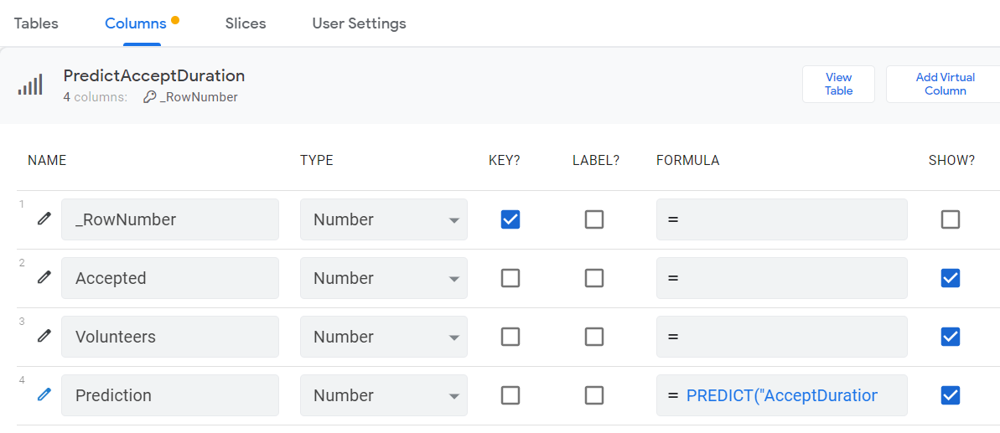 Tables Columns Slices User Settings
PredictAcceptDuration
4 columns: _RowNumber
View
Table
Add Virtual
Column
NAME TYPE KEY? LABEL? FORMULA SHOW?
1 _RowNumber Number =
2 Accepted Number =
3 Volunteers Number =
4 Prediction Number = PREDICT("AcceptDuration